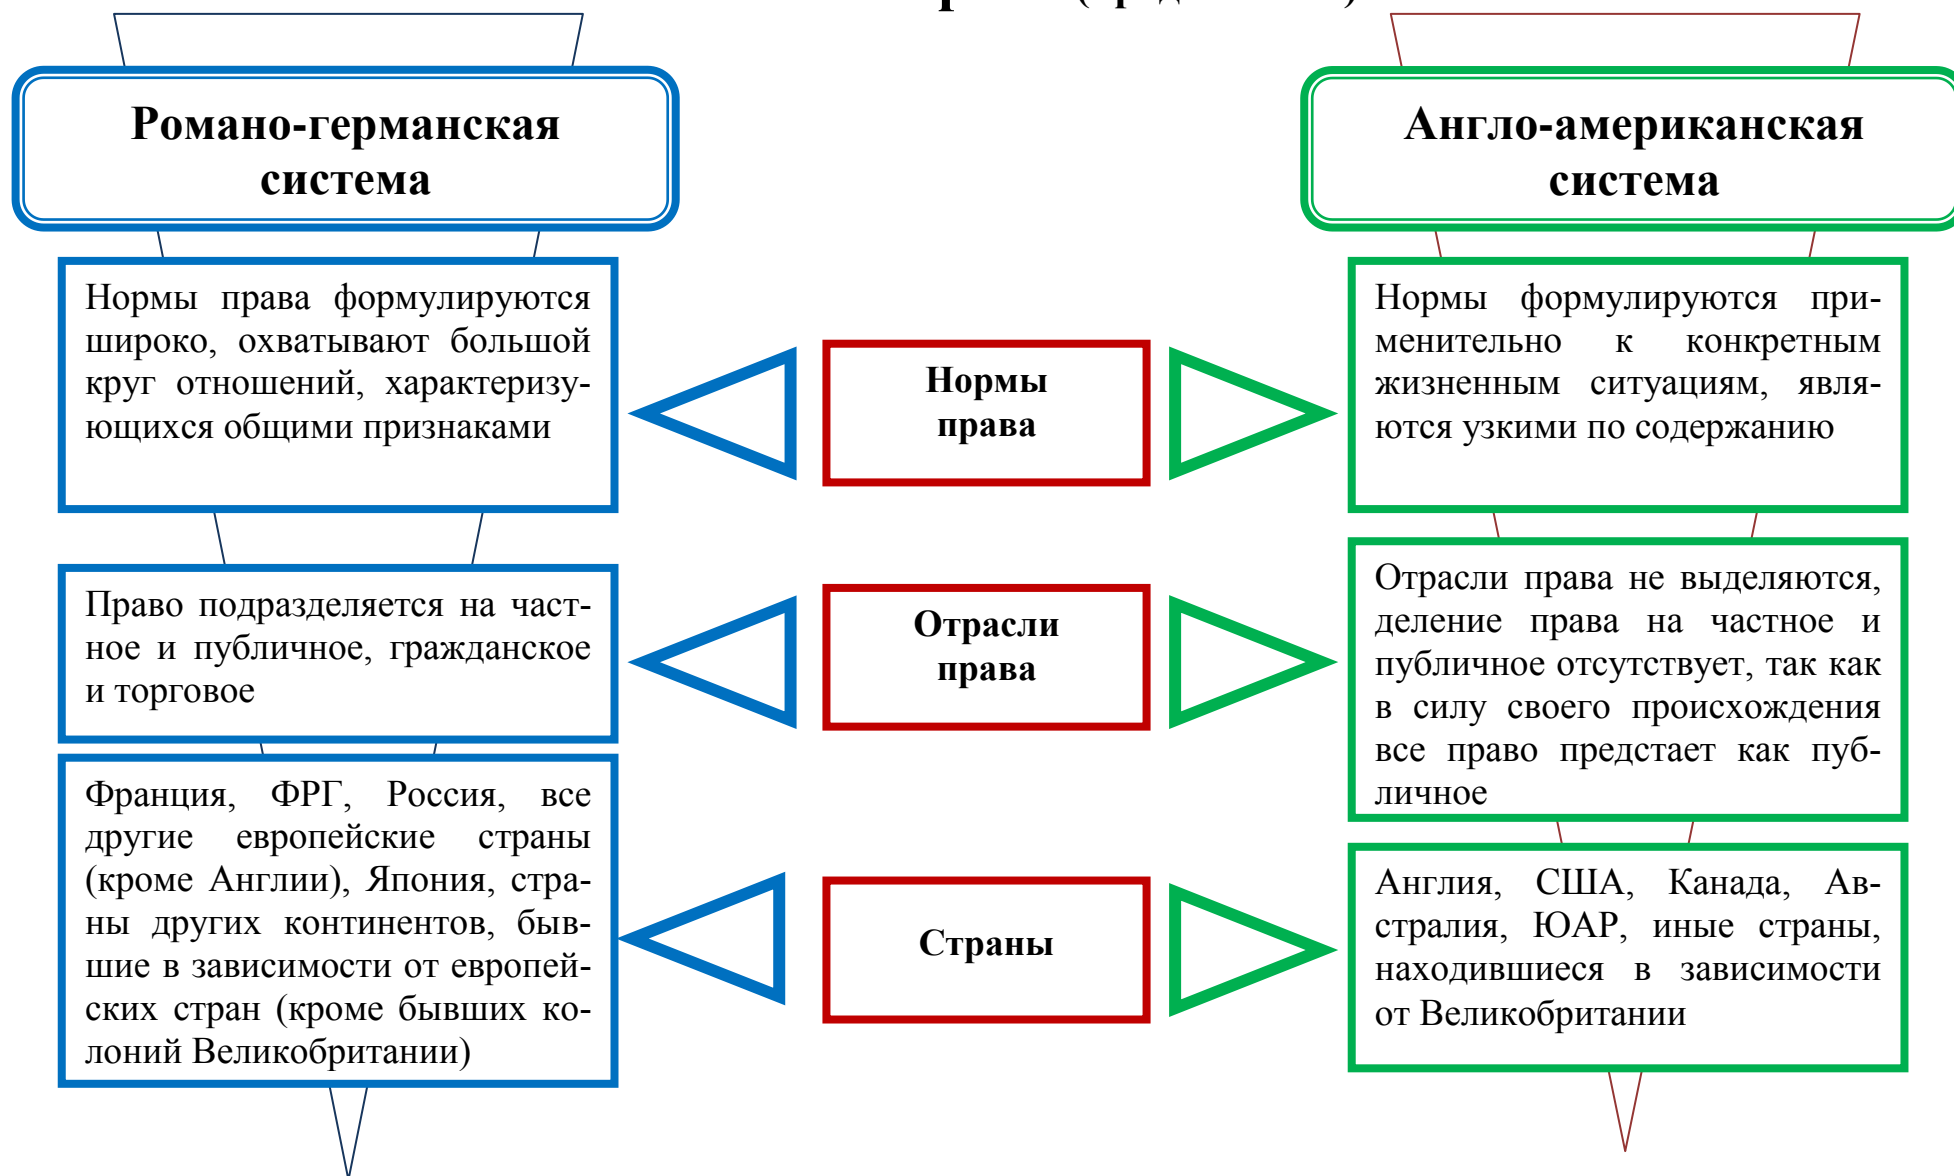 Романо-германская
система
Нормы права формулируются
широко, охватывают большой
круг отношений, характеризу-
ющихся общими признаками
Право подразделяется на част-
ное и публичное, гражданское
и торговое
Франция, ФРГ, Россия, все
другие европейские страны
(кроме Англии), Япония, стра-
ны других континентов, быв-
шие в зависимости от европей-
ских стран (кроме бывших ко-
лоний Великобритании)
Нормы
права
Отрасли
права
Страны
Англо-американская
система
Нормы формулируются при-
менительно к конкретным
жизненным ситуациям, явля-
ются узкими по содержанию
Отрасли права не выделяются,
деление права на частное и
публичное отсутствует, так как
в силу своего происхождения
все право предстает как пуб-
личное
Англия, США, Канада, Ав-
стралия, ЮАР, иные страны,
находившиеся в зависимости
от Великобритании